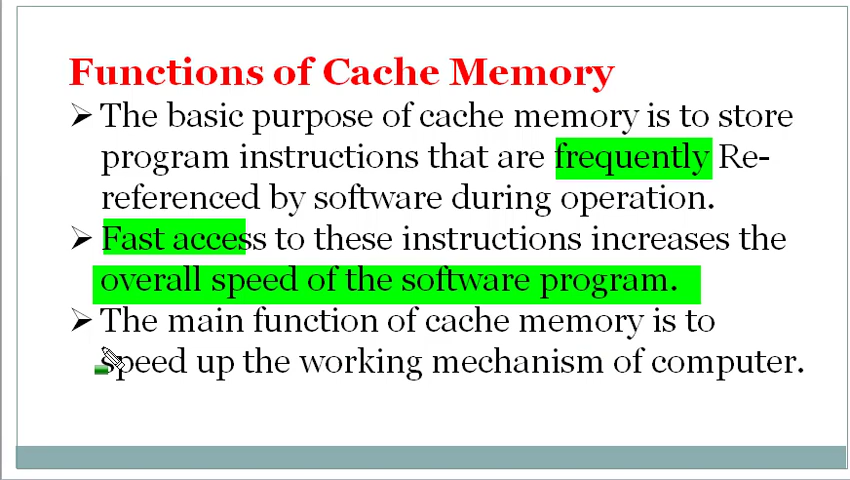 Functions of Cache Memory
➢ The basic purpose of cache memory is to store
program instructions that are frequently Re-
referenced by software during operation.
➢ Fast access to these instructions increases the
overall speed of the software program.
➢ The main function of cache memory is to
speed up the working mechanism of computer.